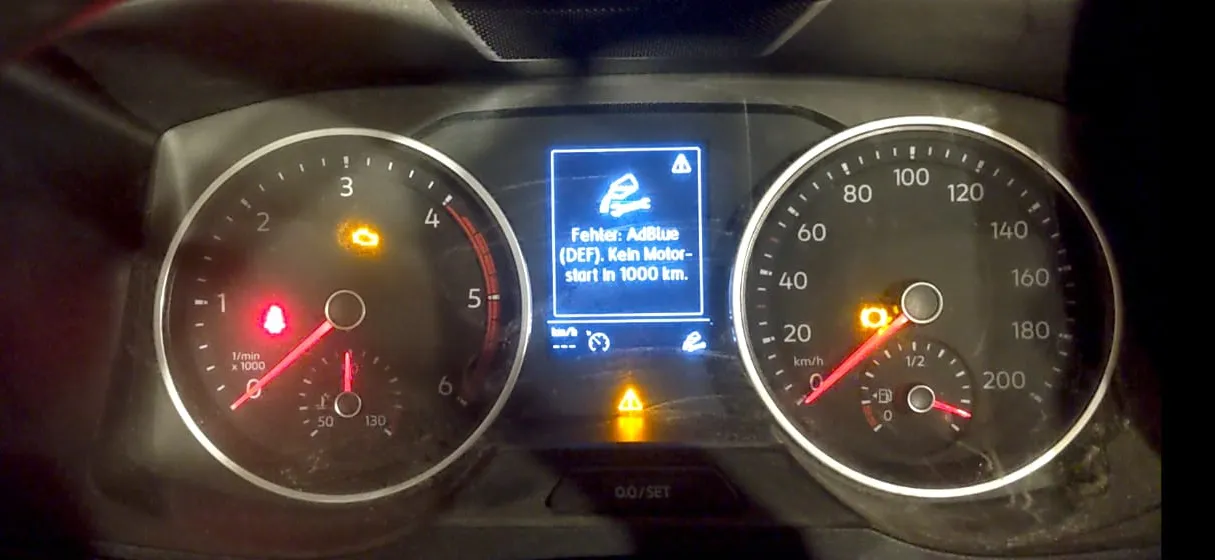 3
2
4
1
5
1/min
x 1000
0
6
50
130
Fehler: AdBlue
(DEF). Kein Motor-
start in 1000 km.
km/h
---
100
80
120
60
140
40
160
20
180
km/h
0
1/2
200
0
0.0 / SET